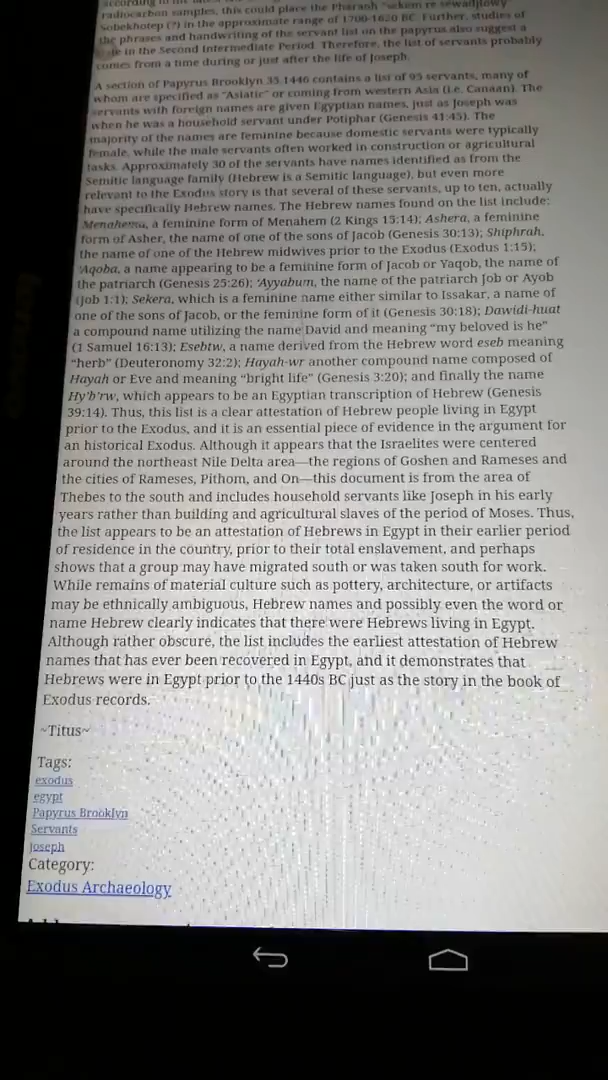 radiocarbon samples, this could place the Pharaoh "sekem re sewadjtowy
Sobekhotep (?) in the approximate range of 1700-1620 BC. Further, studies of
the phrases and handwriting of the servant list on the papyrus also suggest a
in the Second Intermediate Period. Therefore, the list of servants probably
comes from a time during or just after the life of Joseph.
A section of Papyrus Brooklyn 35.1446 contains a list of 95 servants, many of
whom are specified as "Asiatic" or coming from western Asia (i.e. Canaan). The
servants with foreign names are given Egyptian names, just as Joseph was
when he was a household servant under Potiphar (Genesis 41:45). The
majority of the names are feminine because domestic servants were typically
female, while the male servants often worked in construction or agricultural
tasks. Approximately 30 of the servants have names identified as from the
Semitic language family (Hebrew is a Semitic language), but even more
relevant to the Exodus story is that several of these servants, up to ten, actually
have specifically Hebrew names. The Hebrew names found on the list include:
Menahema, a feminine form of Menahem (2 Kings 15:14); Ashera, a feminine
form of Asher, the name of one of the sons of Jacob (Genesis 30:13); Shiphrah,
the name of one of the Hebrew midwives prior to the Exodus (Exodus 1:15);
'Aqoba, a name appearing to be a feminine form of Jacob or Yaqob, the name of
the patriarch (Genesis 25:26); 'Ayyabum, the name of the patriarch Job or Ayob
(Job 1:1); Sekera, which is a feminine name either similar to Issakar, a name of
one of the sons of Jacob, or the feminine form of it (Genesis 30:18); Dawidi-huat
a compound name utilizing the name David and meaning "my beloved is he"
(1 Samuel 16:13); Esebtw, a name derived from the Hebrew word eseb meaning
"herb" (Deuteronomy 32:2); Hayah-wr another compound name composed of
Hayah or Eve and meaning "bright life" (Genesis 3:20); and finally the name
Hy'b'rw, which appears to be an Egyptian transcription of Hebrew (Genesis
39:14). Thus, this list is a clear attestation of Hebrew people living in Egypt
prior to the Exodus, and it is an essential piece of evidence in the argument for
an historical Exodus. Although it appears that the Israelites were centered
around the northeast Nile Delta area—the regions of Goshen and Rameses and
the cities of Rameses, Pithom, and On—this document is from the area of
Thebes to the south and includes household servants like Joseph in his early
years rather than building and agricultural slaves of the period of Moses. Thus,
the list appears to be an attestation of Hebrews in Egypt in their earlier period
of residence in the country, prior to their total enslavement, and perhaps
shows that a group may have migrated south or was taken south for work.
While remains of material culture such as pottery, architecture, or artifacts
may be ethnically ambiguous, Hebrew names and possibly even the word or
name Hebrew clearly indicates that there were Hebrews living in Egypt.
Although rather obscure, the list includes the earliest attestation of Hebrew
names that has ever been recovered in Egypt, and it demonstrates that
Hebrews were in Egypt prior to the 1440s BC just as the story in the book of
Exodus records.
~Titus~
Tags:
exodus
egypt
Papyrus Brooklyn
Servants
Joseph
Category:
Exodus Archaeology